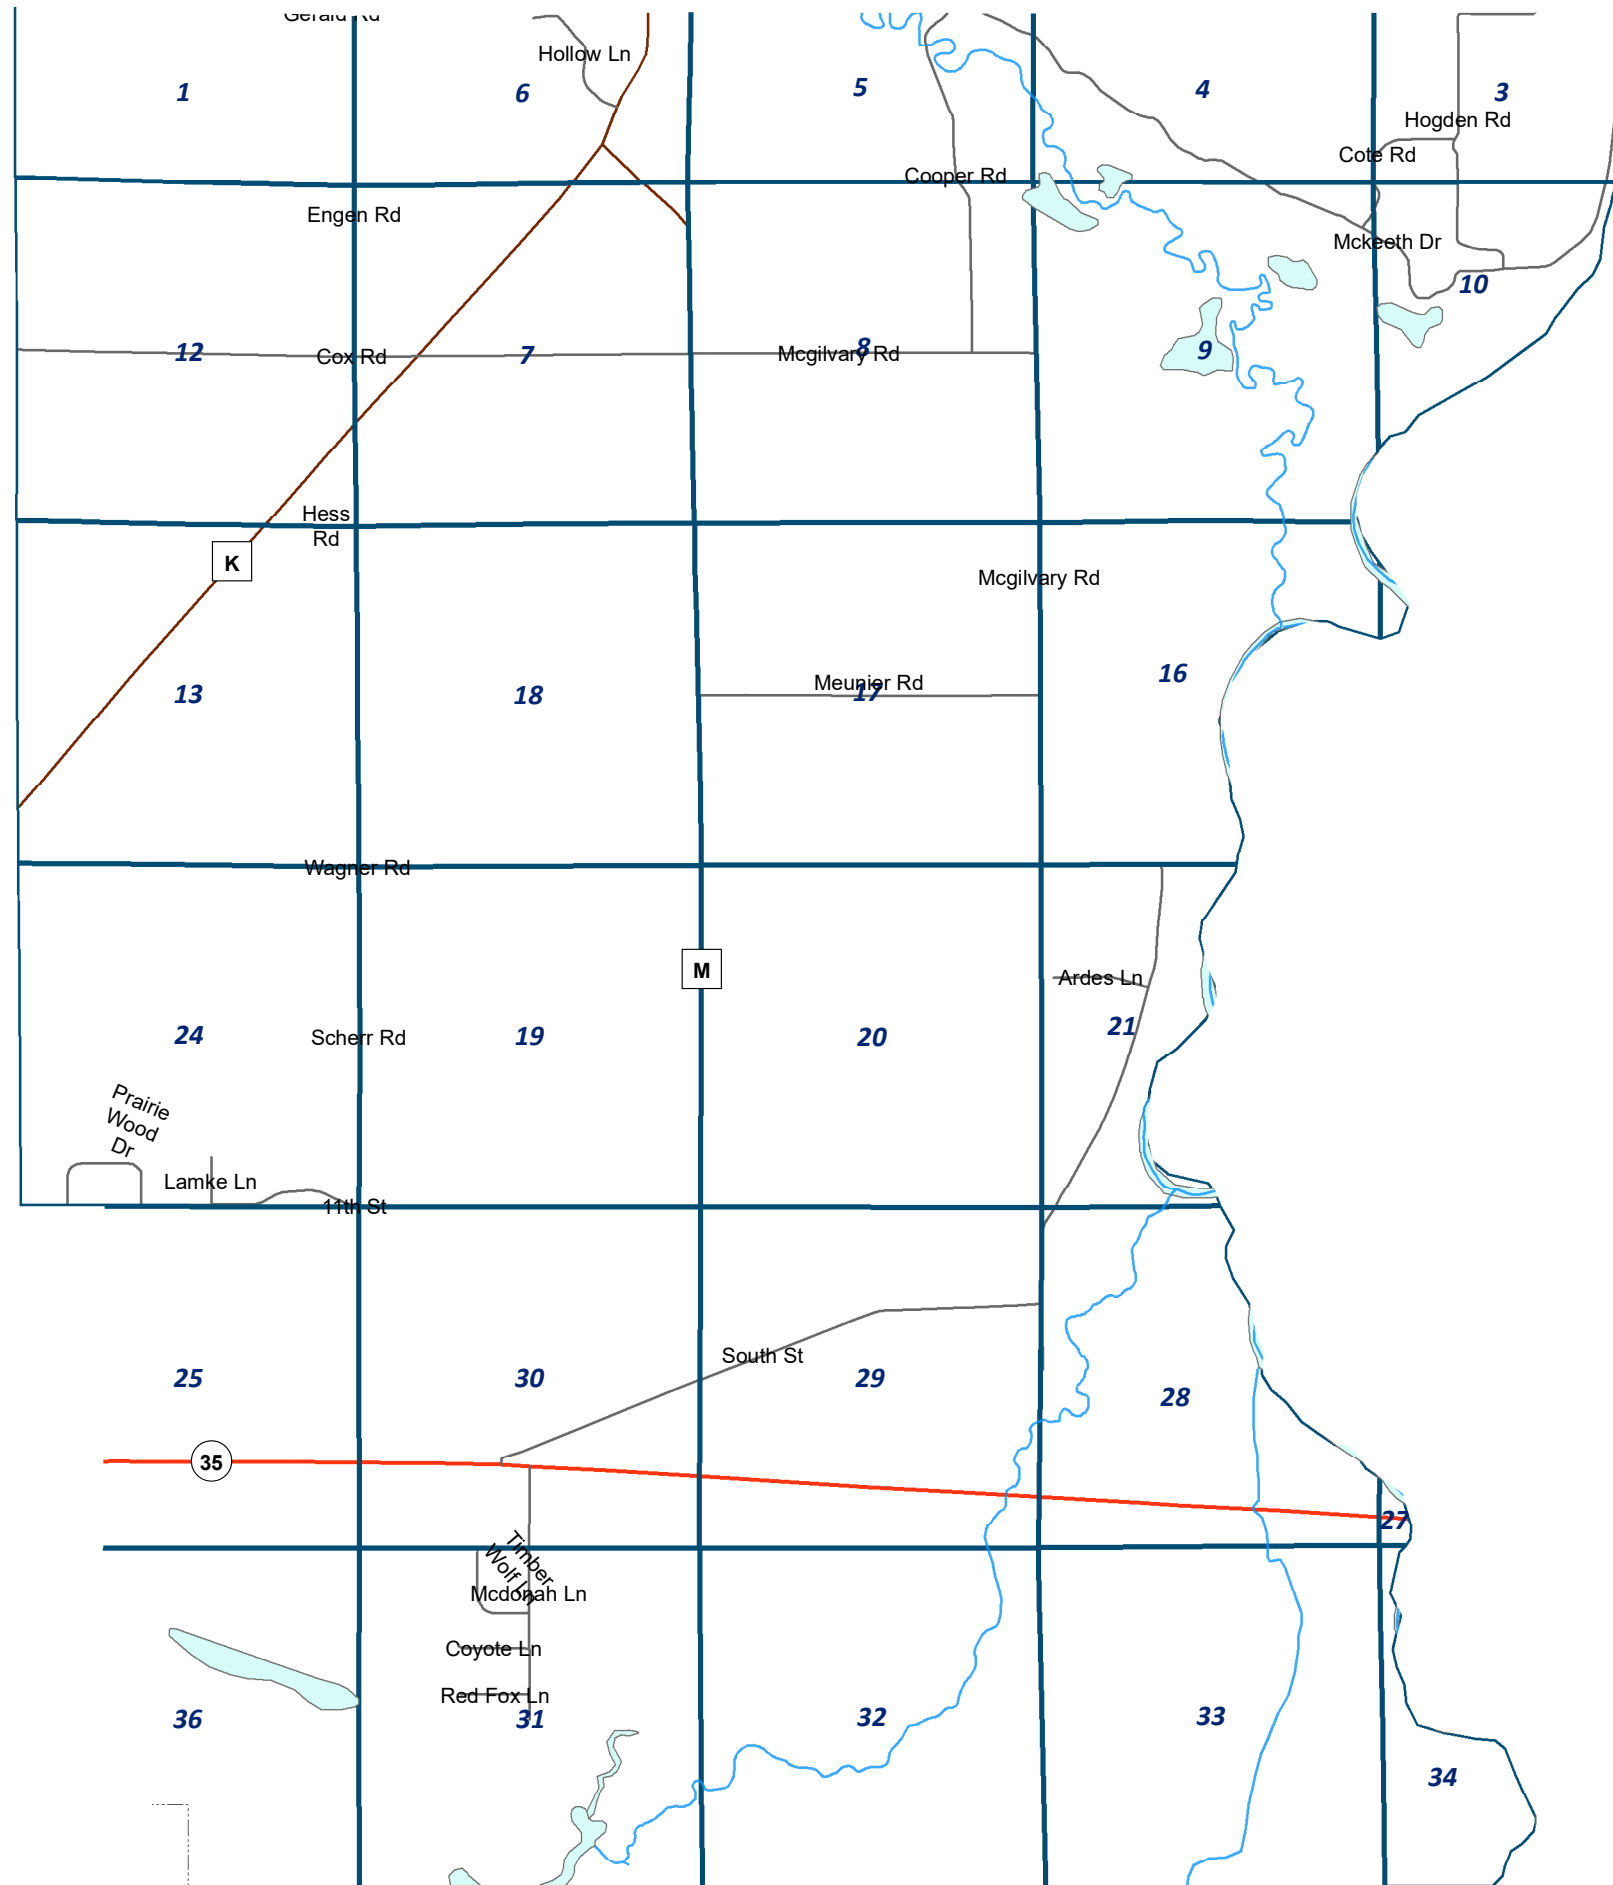 Gerald Rd
Hollow Ln
1
6
5
4
3
Hogden Rd
Cote Rd
Cooper Rd
Engen Rd
Mckeeth Dr
10
12
Cox Rd
7
Mcgilvary Rd
8
9
Hess
Rd
K
Mcgilvary Rd
13
18
Meunier Rd
17
16
Wagner Rd
M
Ardes Ln
24
Scherr Rd
19
20
21
Prairie
Wood
Dr
Lamke Ln
11th St
South St
25
30
29
28
35
27
Timber
Wolf Ln
Mcdonah Ln
Coyote Ln
Red Fox Ln
36
31
32
33
34